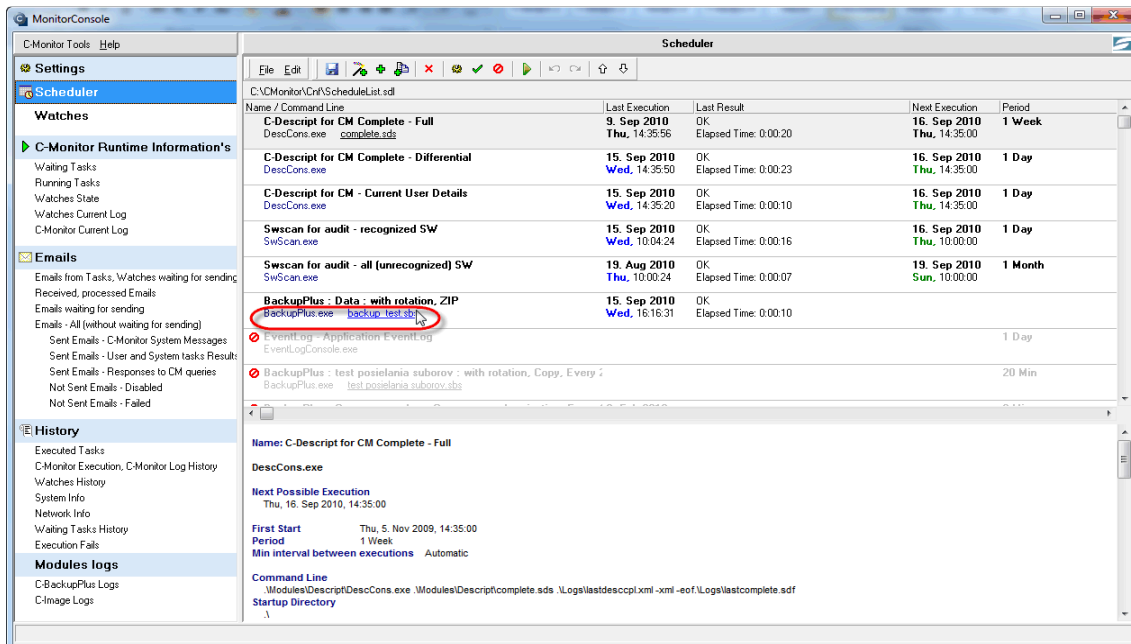 MonitorConsole
C-Monitor Tools Help
Scheduler
Settings
Scheduler
Watches
C-Monitor Runtime Information's
Waiting Tasks
Running Tasks
Watches State
Watches Current Log
C-Monitor Current Log
Emails
Emails from Tasks, Watches waiting for sending
Received, processed Emails
Emails waiting for sending
Emails - All (without waiting for sending)
Sent Emails - C-Monitor System Messages
Sent Emails - User and System tasks Results
Sent Emails - Responses to CM queries
Not Sent Emails - Disabled
Not Sent Emails - Failed
History
Executed Tasks
C-Monitor Execution, C-Monitor Log History
Watches History
System Info
Network Info
Waiting Tasks History
Execution Fails
Modules logs
C-BackupPlus Logs
C-Image Logs
File Edit
C:\CMonitor\Cnf\ScheduleList.sdl
Name / Command Line Last Execution Last Result Next Execution Period
C-Descript for CM Complete - Full 9. Sep 2010 OK 16. Sep 2010 1 Week
DescCons.exe complete.sds Thu, 14:35:56 Elapsed Time: 0:00:20 Thu, 14:35:00
C-Descript for CM Complete - Differential 15. Sep 2010 OK 16. Sep 2010 1 Day
DescCons.exe Wed, 14:35:50 Elapsed Time: 0:00:23 Thu, 14:35:00
C-Descript for CM - Current User Details 15. Sep 2010 OK 16. Sep 2010 1 Day
DescCons.exe Wed, 14:35:20 Elapsed Time: 0:00:10 Thu, 14:35:00
Swscan for audit - recognized SW 15. Sep 2010 OK 16. Sep 2010 1 Day
SwScan.exe Wed, 10:04:24 Elapsed Time: 0:00:16 Thu, 10:00:00
Swscan for audit - all (unrecognized) SW 19. Aug 2010 OK 19. Sep 2010 1 Month
SwScan.exe Thu, 10:00:24 Elapsed Time: 0:00:07 Sun, 10:00:00
BackupPlus : Data : with rotation, ZIP 15. Sep 2010 OK
BackupPlus.exe backup_test.sbs Wed, 16:16:31 Elapsed Time: 0:00:10
EventLog - Application EventLog 1 Day
EventLogConsole.exe
BackupPlus : test posielania suborov : with rotation, Copy, Every 2 20 Min
BackupPlus.exe test posielania suborov.sbs
Name: C-Descript for CM Complete - Full
DescCons.exe
Next Possible Execution
Thu, 16. Sep 2010, 14:35:00
First Start Thu, 5. Nov 2009, 14:35:00
Period 1 Week
Min interval between executions Automatic
Command Line
.\Modules\Descript\DescCons.exe .\Modules\Descript\complete.sds .\Logs\lastdesccpl.xml -xml -eof.\Logs\lastcomplete.sdf
Startup Directory
.\